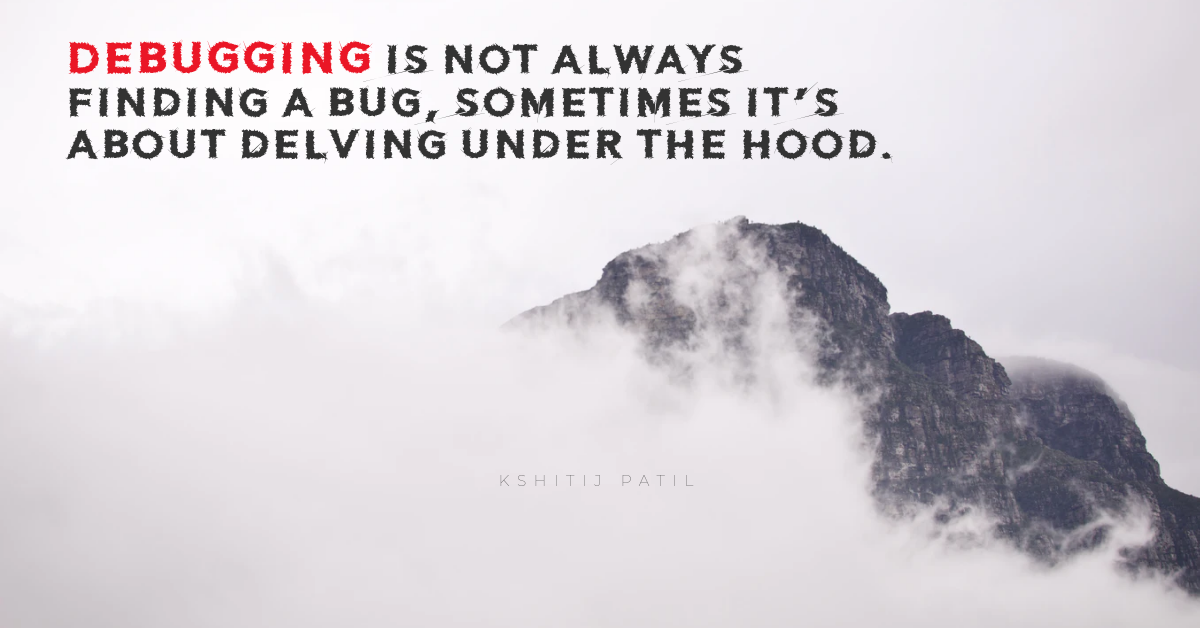 DEBUGGING IS NOT ALWAYS
FINDING A BUG, SOMETIMES IT'S
ABOUT DELVING UNDER THE HOOD.
KSHITIJ PATIL